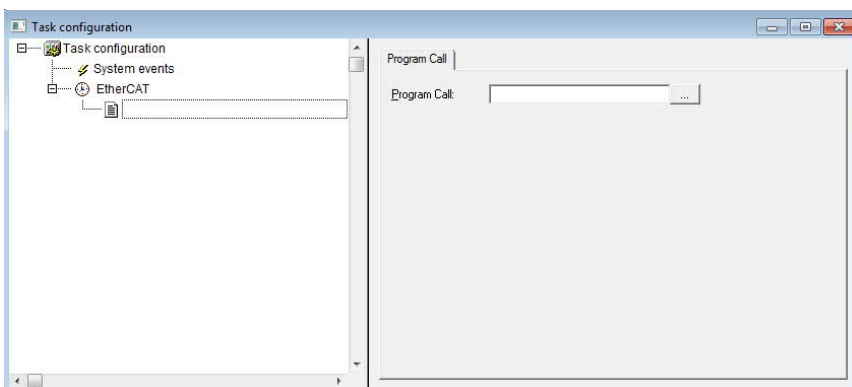 Task configuration
Task configuration
System events
EtherCAT
Program Call
Program Call:
...